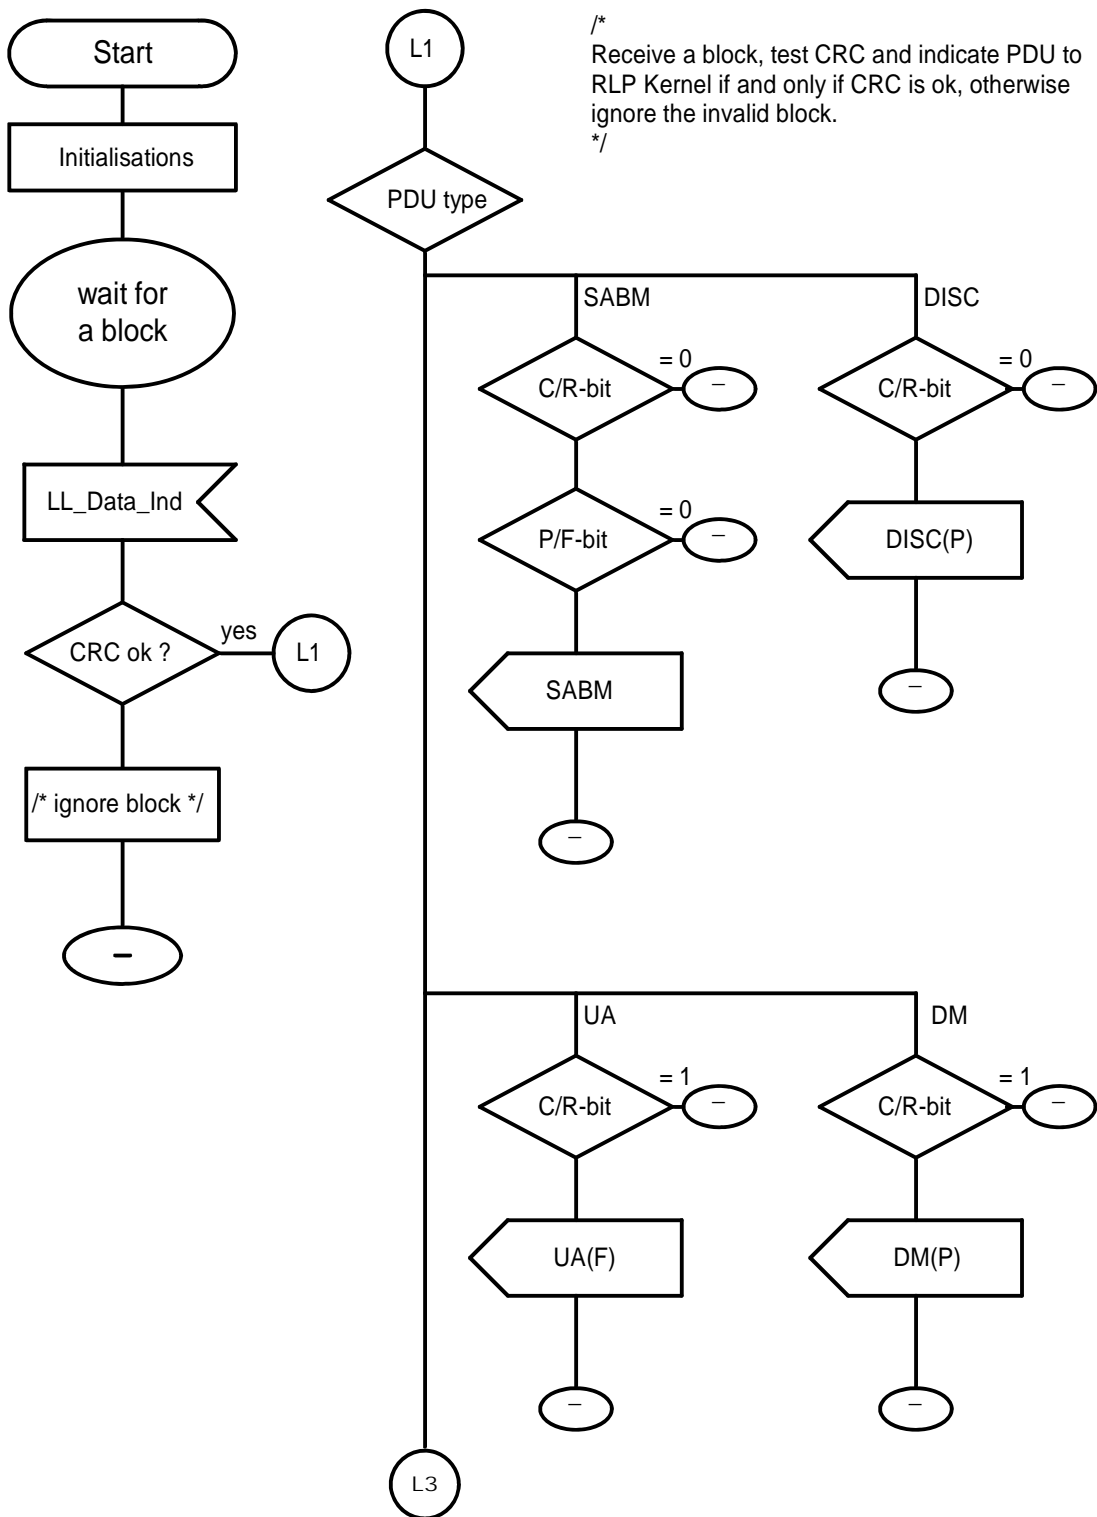 Start
Initialisations
wait for
a block
LL_Data_Ind
CRC ok ?
yes
L1
/* ignore block */
–
L1
/*
Receive a block, test CRC and indicate PDU to
RLP Kernel if and only if CRC is ok, otherwise
ignore the invalid block.
*/
PDU type
SABM
C/R-bit
= 0
–
P/F-bit
= 0
–
SABM
–
DISC
C/R-bit
= 0
–
DISC(P)
–
UA
C/R-bit
= 1
–
UA(F)
–
DM
C/R-bit
= 1
–
DM(P)
–
L3